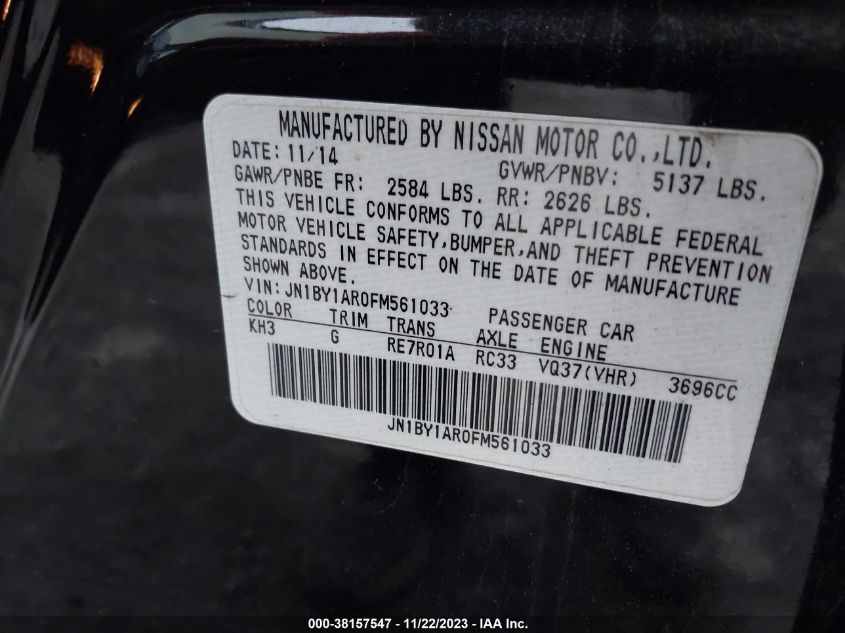 MANUFACTURED BY NISSAN MOTOR CO.,LTD.
DATE: 11/14 GVWR/PNBV: 5137 LBS.
GAWR/PNBE FR: 2584 LBS. RR: 2626 LBS.
THIS VEHICLE CONFORMS TO ALL APPLICABLE FEDERAL
MOTOR VEHICLE SAFETY,BUMPER,AND THEFT PREVENTION
STANDARDS IN EFFECT ON THE DATE OF MANUFACTURE
SHOWN ABOVE.
VIN: JN1BY1AR0FM561033 PASSENGER CAR
COLOR TRIM TRANS AXLE ENGINE
KH3 G RE7R01A RC33 VQ37(VHR) 3696CC
JN1BY1AR0FM561033
000-38157547 - 11/22/2023 - IAA Inc.